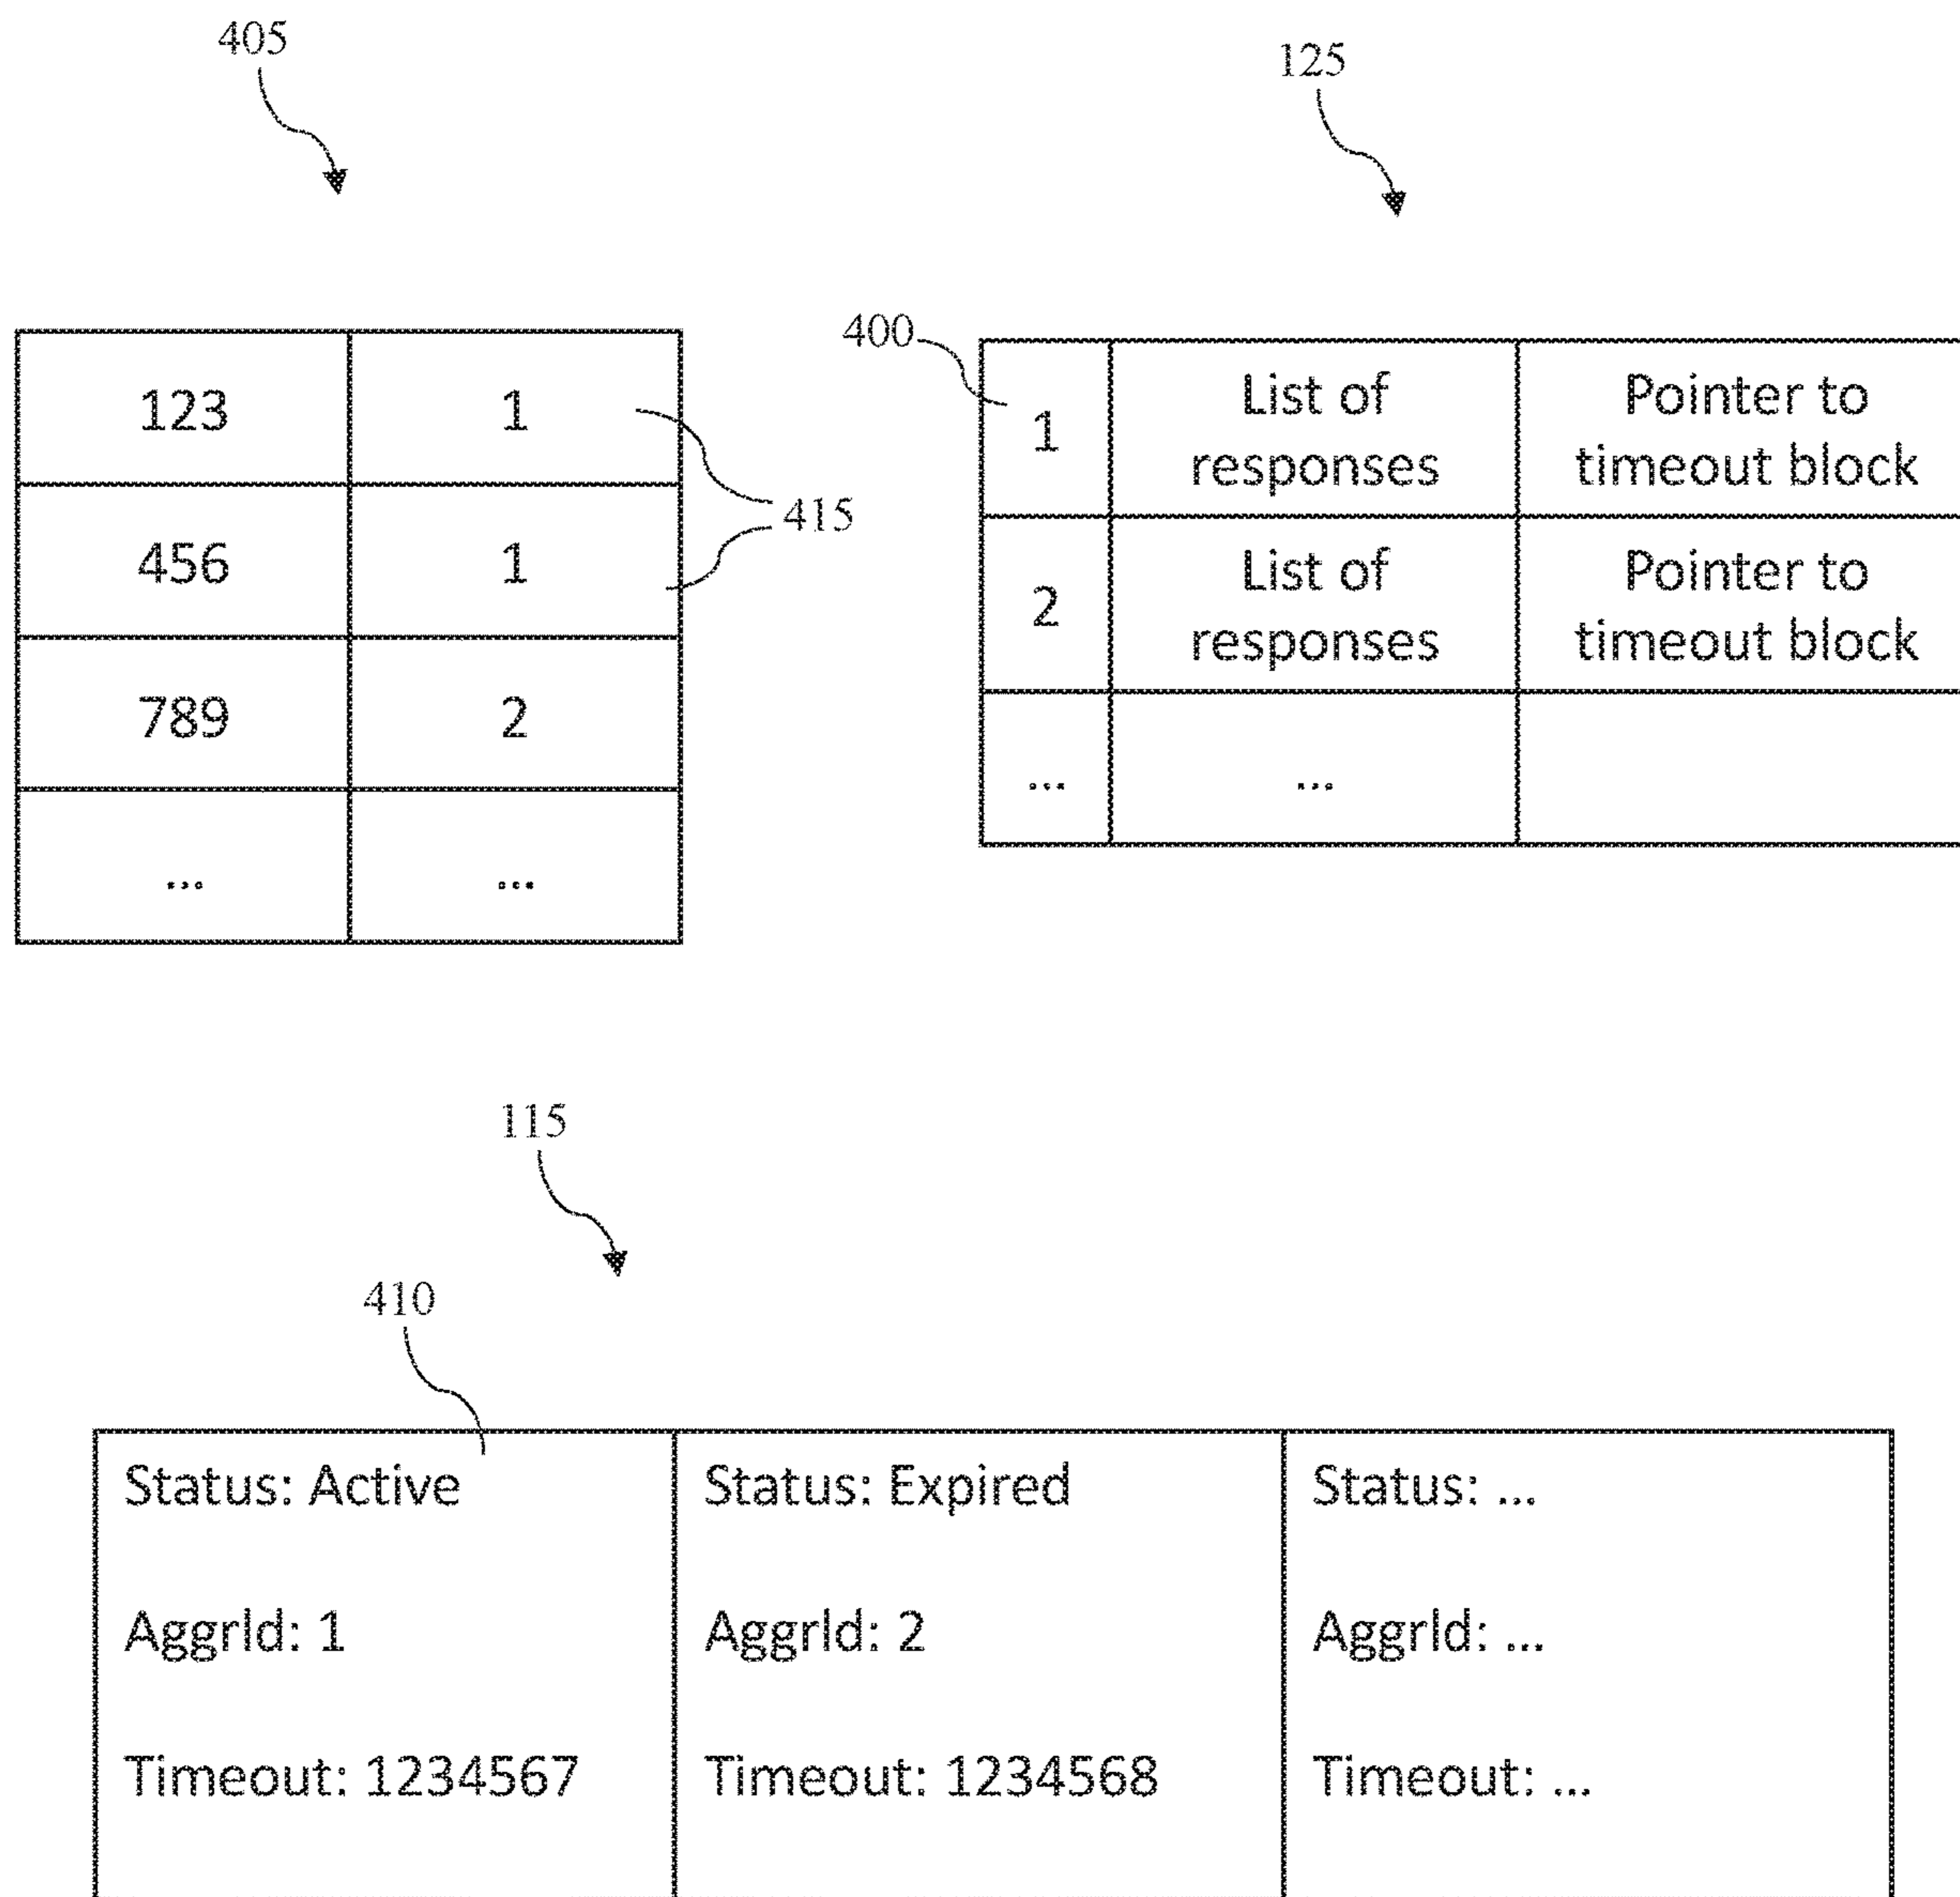 405
125
123 1
456 1
789 2
... ...
415
400
1 List of responses Pointer to timeout block
2 List of responses Pointer to timeout block
... ...
115
410
Status: Active
AggrId: 1
Timeout: 1234567
Status: Expired
AggrId: 2
Timeout: 1234568
Status: ...
AggrId: ...
Timeout: ...